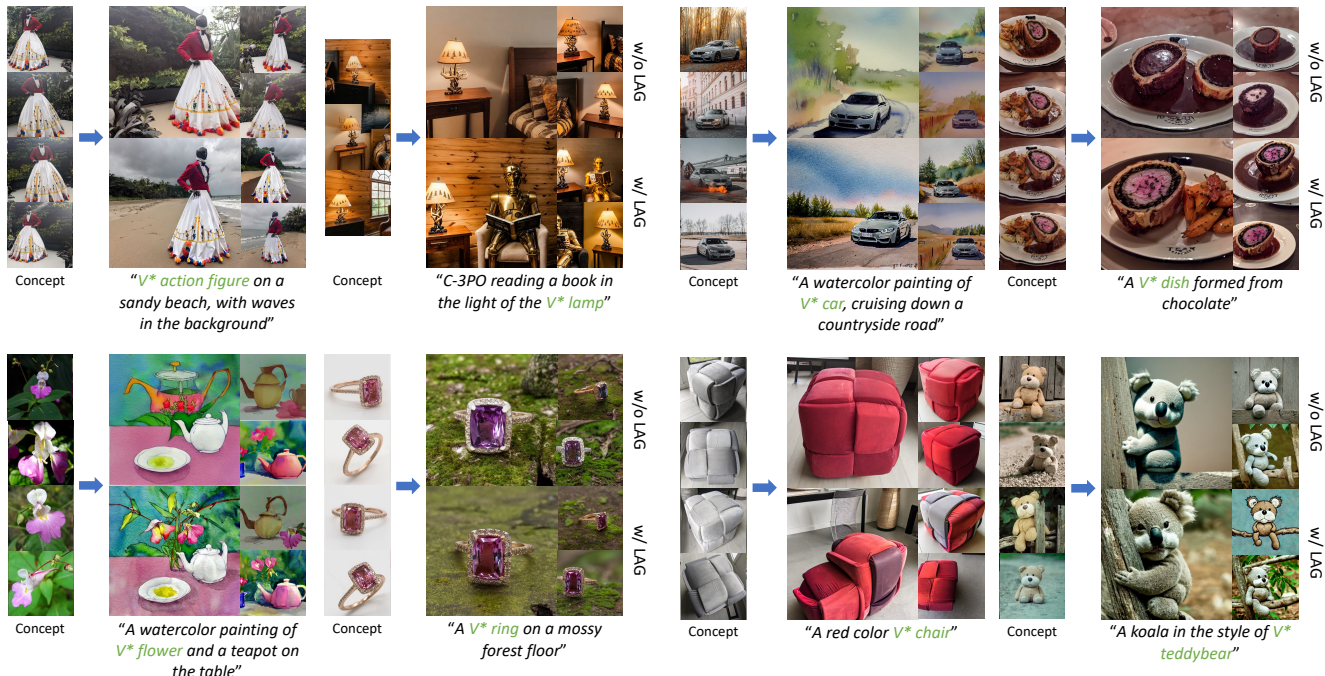 w/o LAG
w/ LAG
Concept
"V* action figure on a
sandy beach, with waves
in the background"
Concept
"C-3PO reading a book in
the light of the V* lamp"
w/o LAG
w/ LAG
Concept
"A watercolor painting of
V* car, cruising down a
countryside road"
Concept
"A V* dish formed from
chocolate"
w/o LAG
w/ LAG
Concept
"A watercolor painting of
V* flower and a teapot on
the table"
Concept
"A V* ring on a mossy
forest floor"
w/o LAG
w/ LAG
Concept
"A red color V* chair"
Concept
"A koala in the style of V*
teddybear"